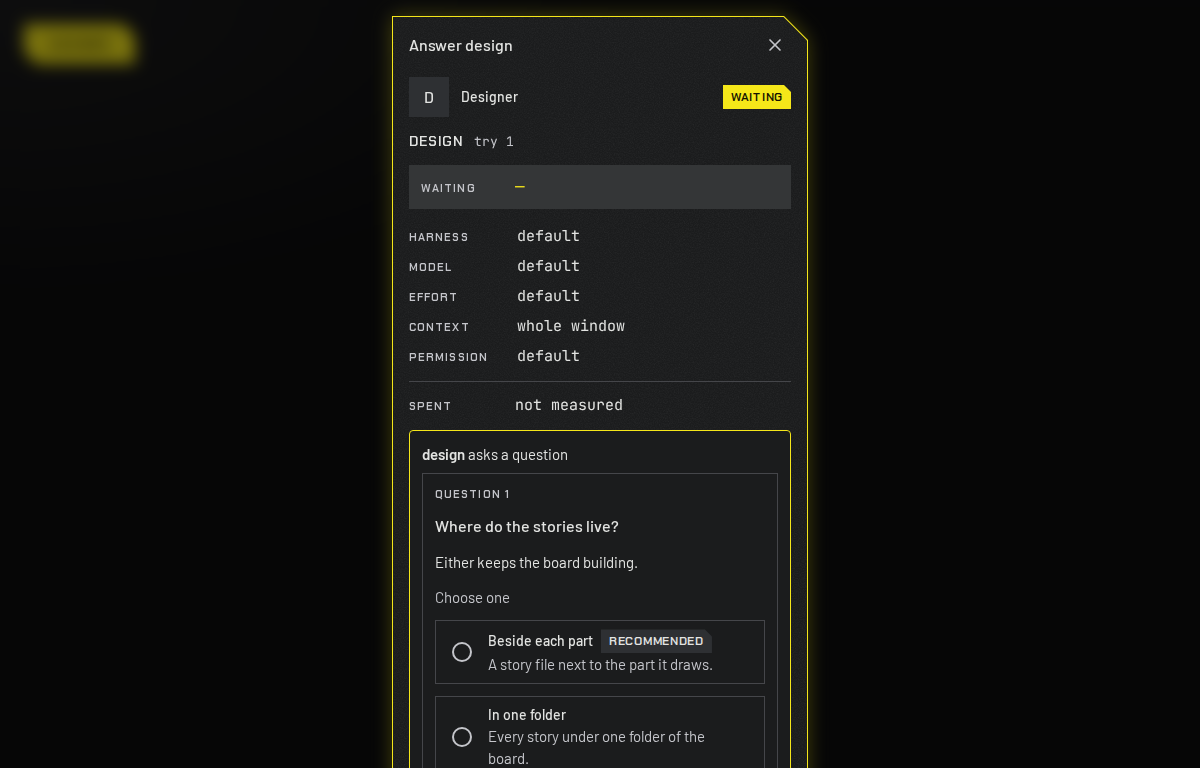 Answer design
D Designer WAITING
DESIGN try 1
WAITING —
HARNESS default
MODEL default
EFFORT default
CONTEXT whole window
PERMISSION default
SPENT not measured
design asks a question
QUESTION 1
Where do the stories live?
Either keeps the board building.
Choose one
Beside each part RECOMMENDED
A story file next to the part it draws.
In one folder
Every story under one folder of the
board.